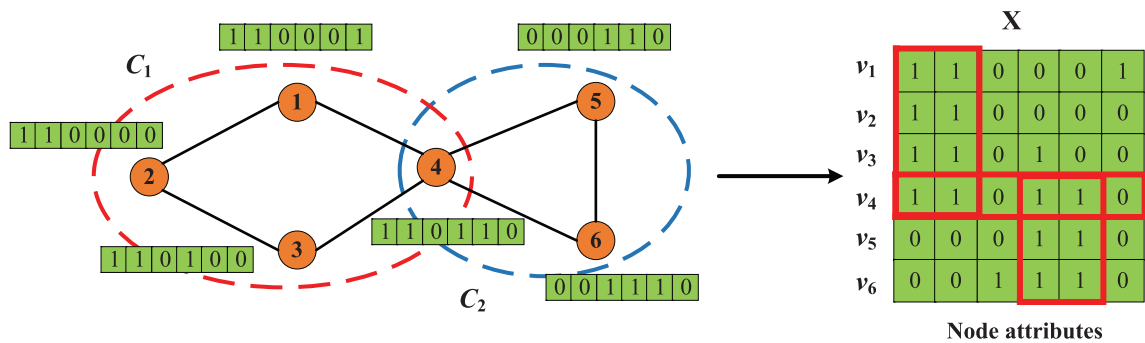 1 1 0 0 0 1
0 0 0 1 1 0
X
C1
v1 1 1 0 0 0 1
1
5
v2 1 1 0 0 0 0
1 1 0 0 0 0
v3 1 1 0 1 0 0
2
4
v4 1 1 0 1 1 0
1 1 0 1 1 0
3
6
v5 0 0 0 1 1 0
1 1 0 1 0 0
v6 0 0 1 1 1 0
0 0 1 1 1 0
C2
Node attributes